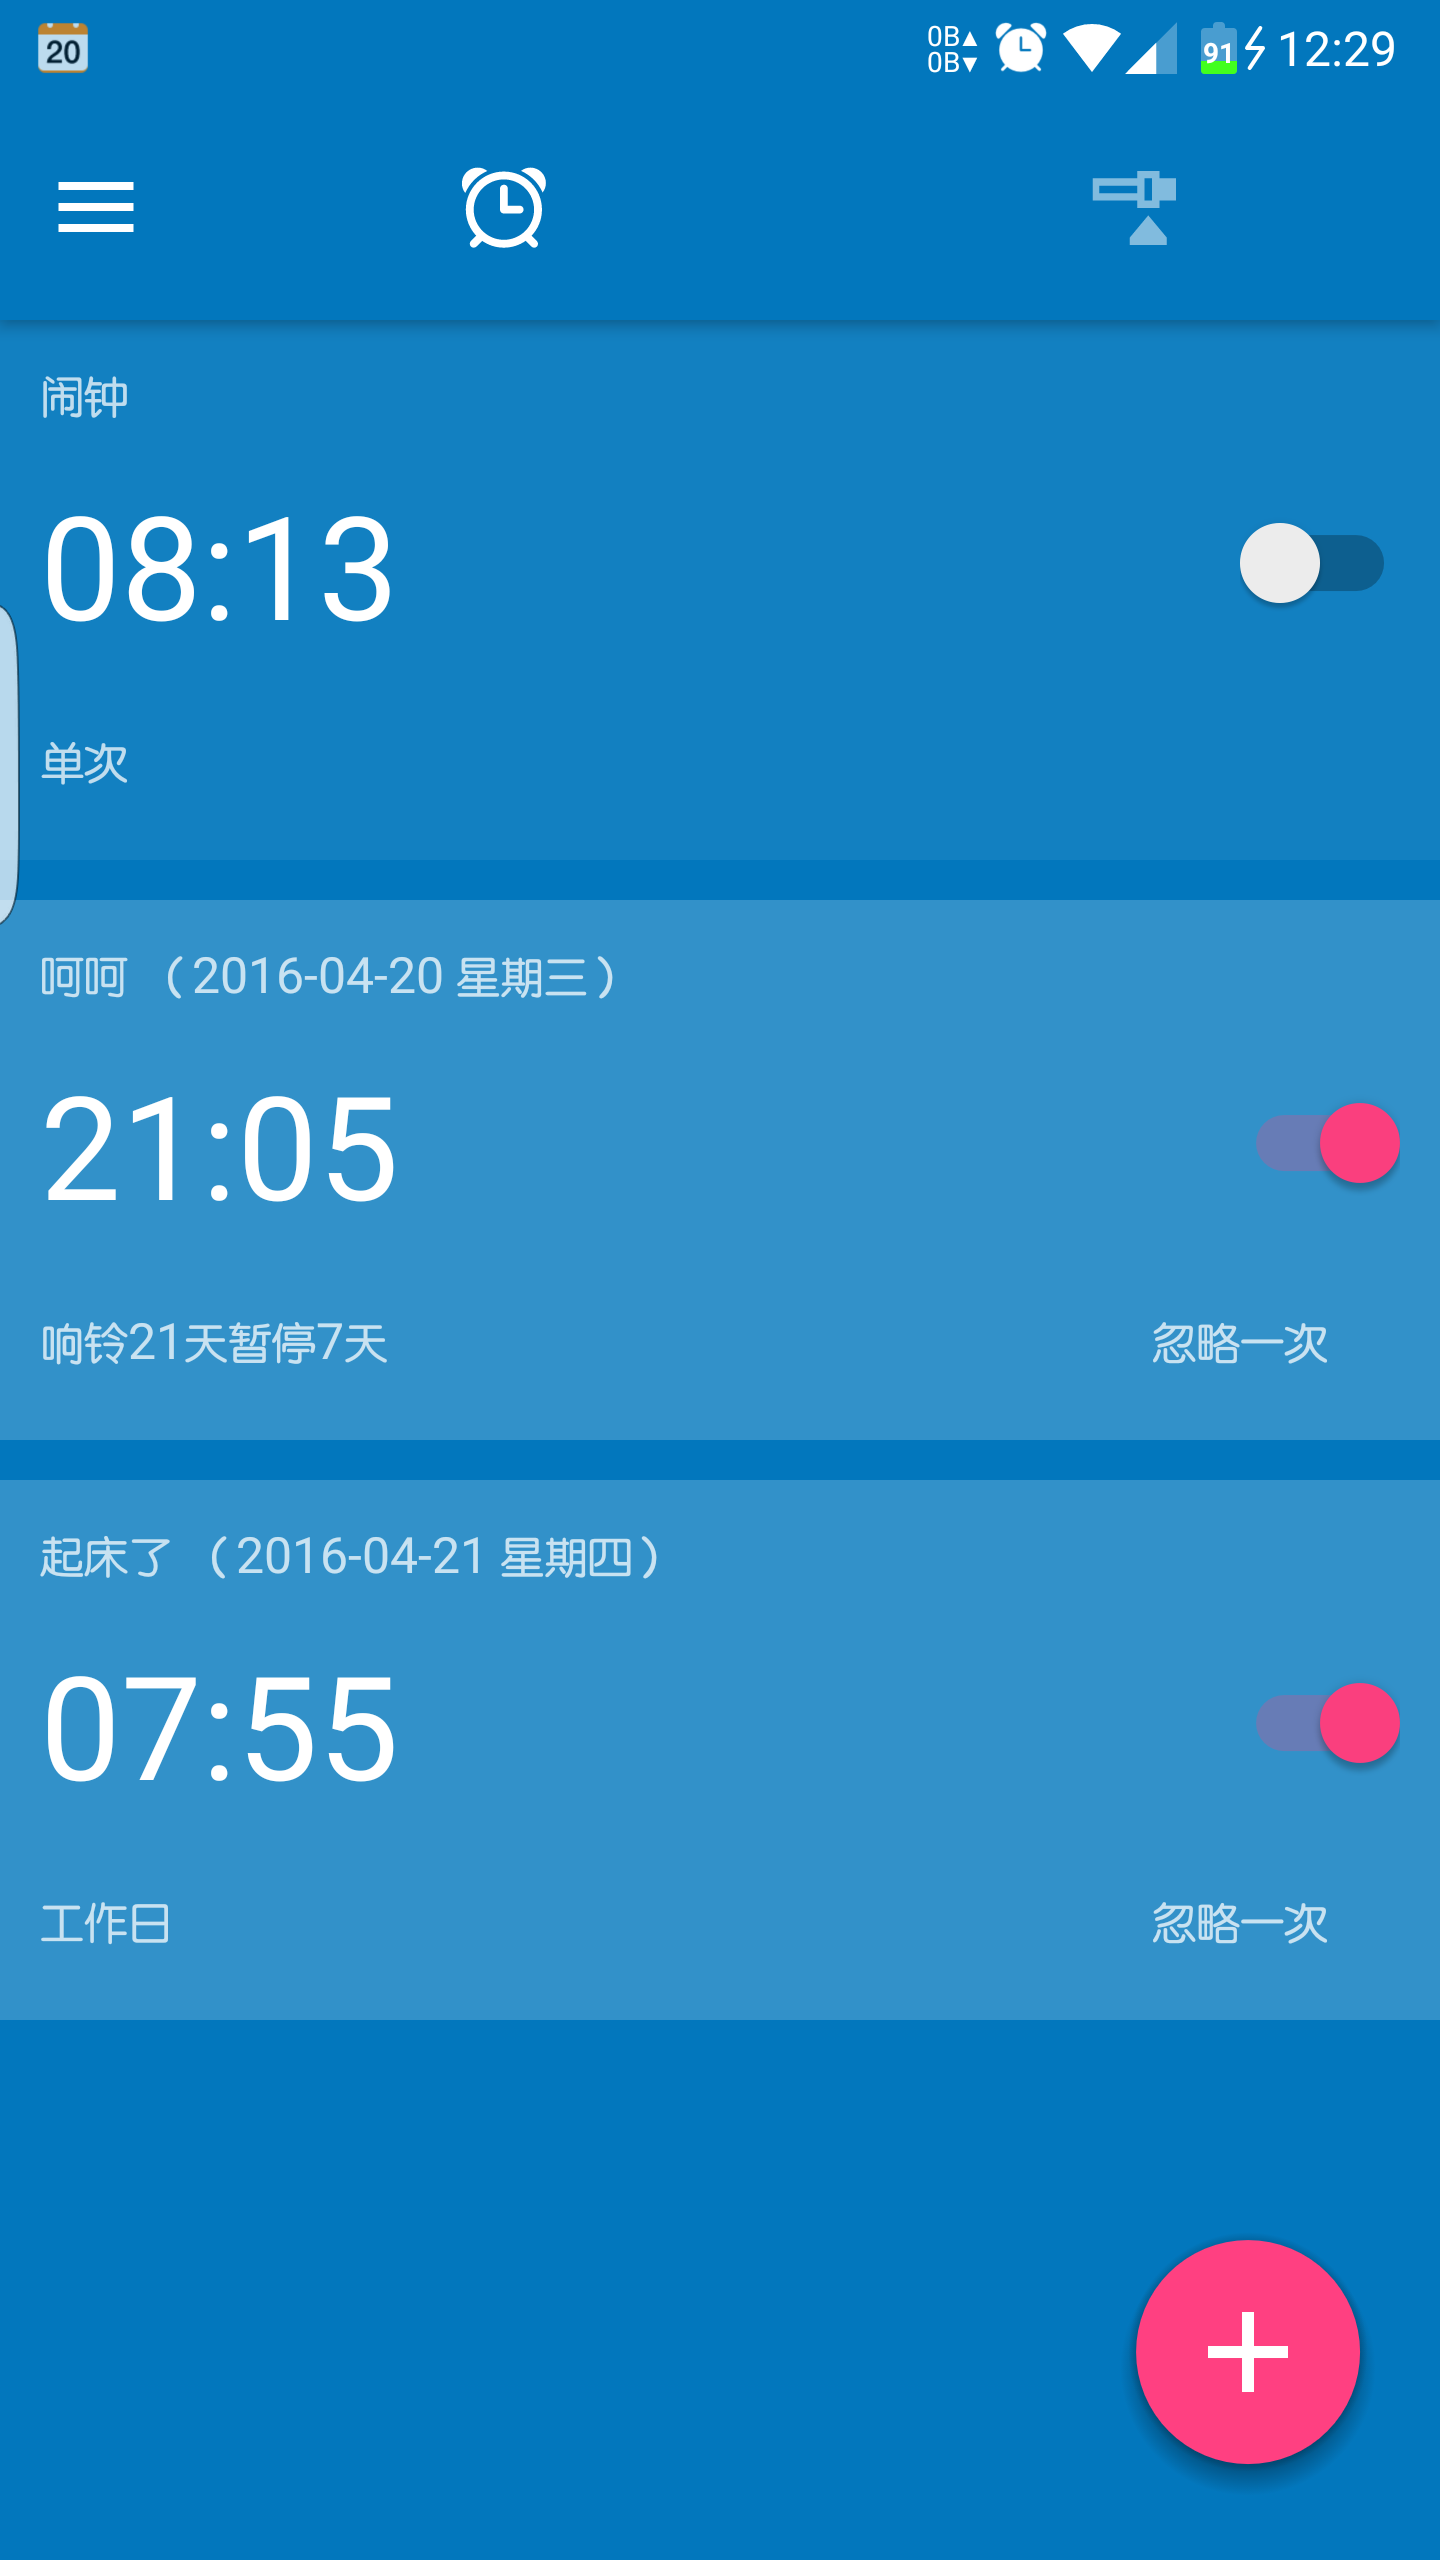 20
0B▲
0B▼
91
12:29
闹钟
08:13
单次
呵呵 （2016-04-20 星期三）
21:05
响铃21天暂停7天 忽略一次
起床了 （2016-04-21 星期四）
07:55
工作日 忽略一次